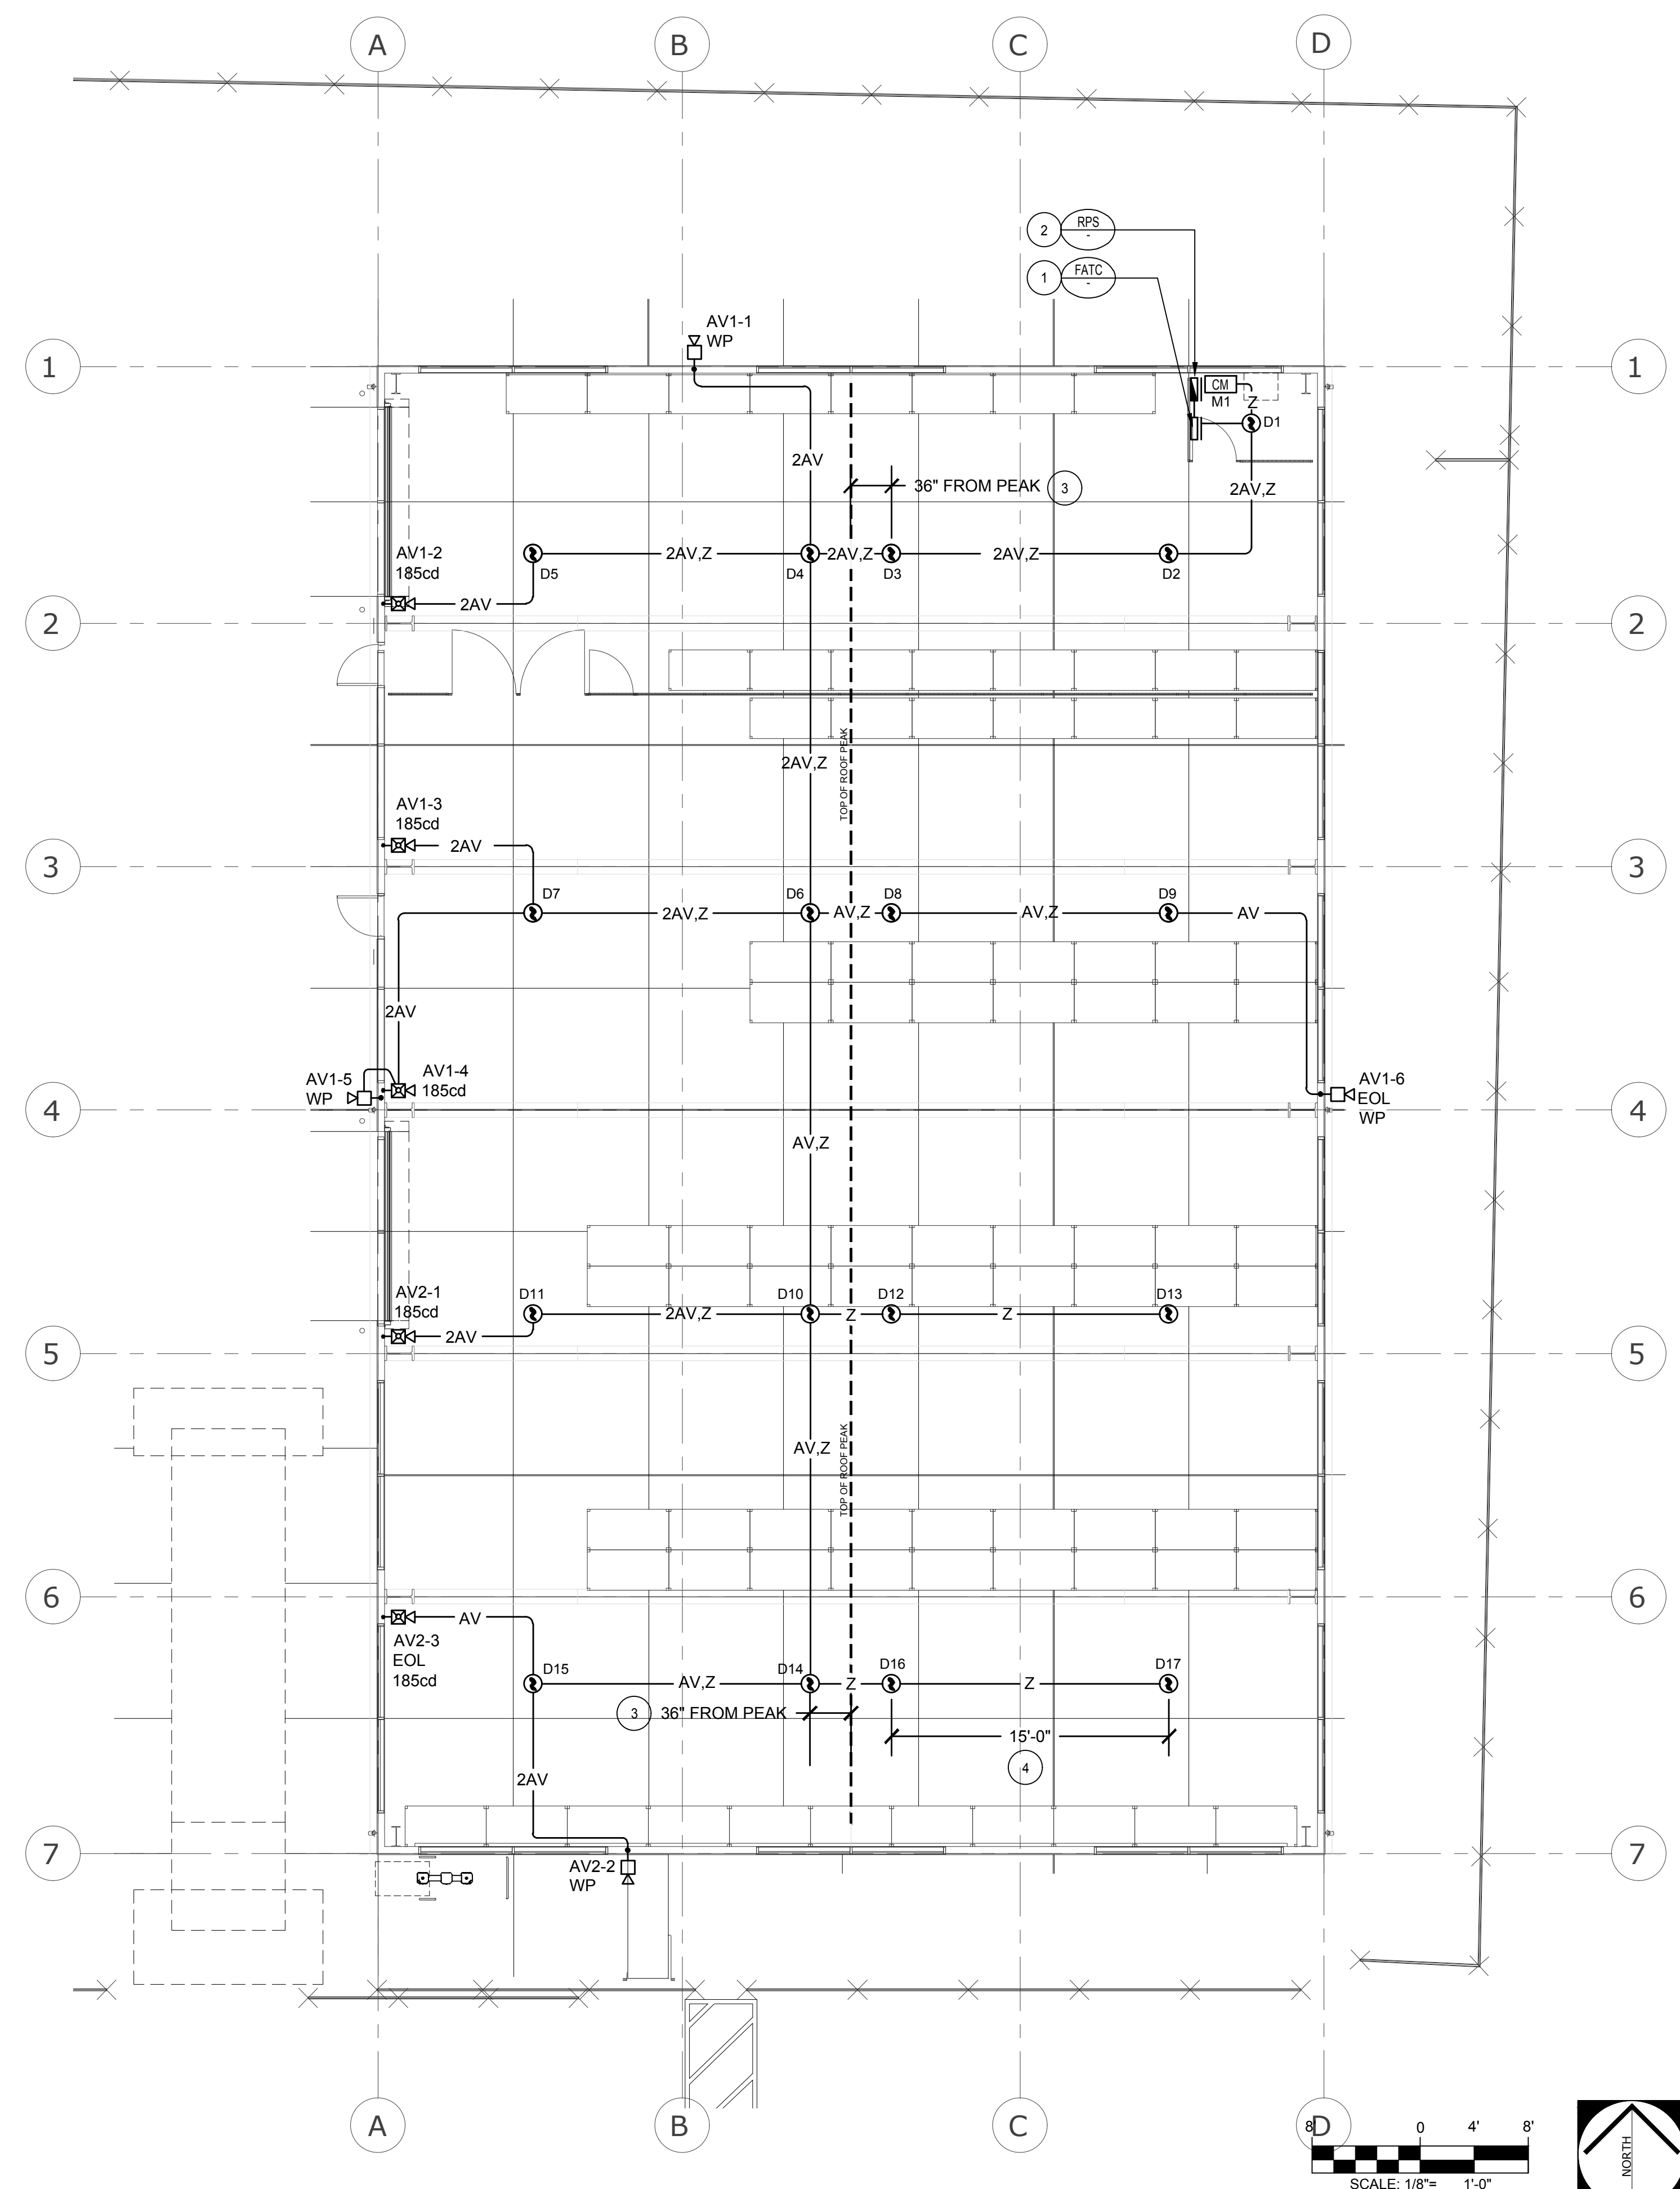 A
B
C
D
2
RPS
-
1
FATC
-
AV1-1
WP
1
1
CM
M1
Z
D1
2AV
36" FROM PEAK
3
2AV,Z
AV1-2
185cd
2AV,Z
2AV,Z
2AV,Z
D5
D4
D3
D2
2AV
2
2
2AV,Z
TOP OF ROOF PEAK
AV1-3
185cd
2AV
3
3
D7
D6
D8
D9
2AV,Z
AV,Z
AV,Z
AV
2AV
AV1-5
WP
AV1-4
185cd
AV1-6
EOL
WP
4
4
AV,Z
AV2-1
185cd
D11
D10
D12
D13
2AV,Z
Z
Z
2AV
5
5
AV,Z
TOP OF ROOF PEAK
6
6
AV
AV2-3
EOL
185cd
D15
D14
D16
D17
AV,Z
Z
Z
3
36" FROM PEAK
15'-0"
4
2AV
7
7
AV2-2
WP
A
B
C
D
8'
0
4'
8'
SCALE: 1/8"= 1'-0"
NORTH